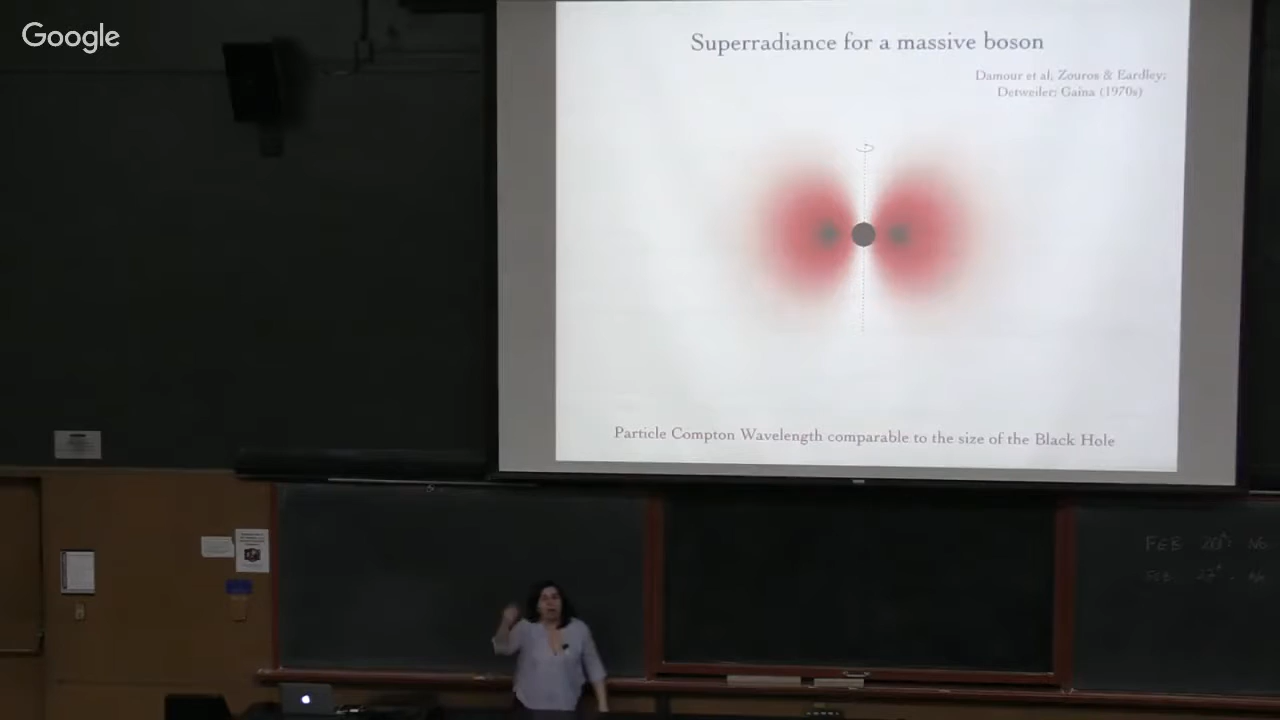 Google
Superradiance for a massive boson
Damour et al; Zouros & Eardley;
Detweiler; Gaina (1970s)
Particle Compton Wavelength comparable to the size of the Black Hole